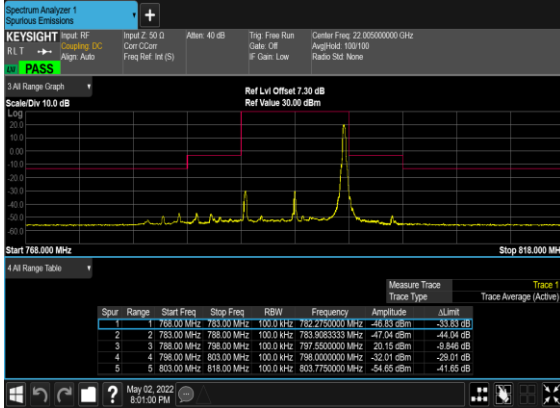 Spectrum Analyzer 1
Spurious Emissions
+
KEYSIGHT Input: RF Input Z: 50 Ω Atten: 40 dB Trig: Free Run Center Freq: 22.005000000 GHz
RLT Coupling: DC Corr CCorr Gate: Off Avg|Hold: 100/100
Align: Auto Freq Ref: Int (S) IF Gain: Low Radio Std: None
PASS
3 All Range Graph
Ref Lvl Offset 7.30 dB
Scale/Div 10.0 dB Ref Value 30.00 dBm
Log
20.0
10.0
0.00
-10.0
-20.0
-30.0
-40.0
-50.0
-60.0
Start 768.000 MHz Stop 818.000 MH
4 All Range Table
Measure Trace Trace 1
Trace Type Trace Average (Active)
Spur Range Start Freq Stop Freq RBW Frequency Amplitude ΔLimit
1 1 768.00 MHz 783.00 MHz 100.0 kHz 782.2750000 MHz -46.83 dBm -33.83 dB
2 2 783.00 MHz 788.00 MHz 100.0 kHz 783.9083333 MHz -47.04 dBm -44.04 dB
3 3 788.00 MHz 798.00 MHz 100.0 kHz 797.5500000 MHz 20.15 dBm -9.846 dB
4 4 798.00 MHz 803.00 MHz 100.0 kHz 798.0000000 MHz -32.01 dBm -29.01 dB
5 5 803.00 MHz 818.00 MHz 100.0 kHz 803.7750000 MHz -54.65 dBm -41.65 dB
?
May 02, 2022
8:01:00 PM